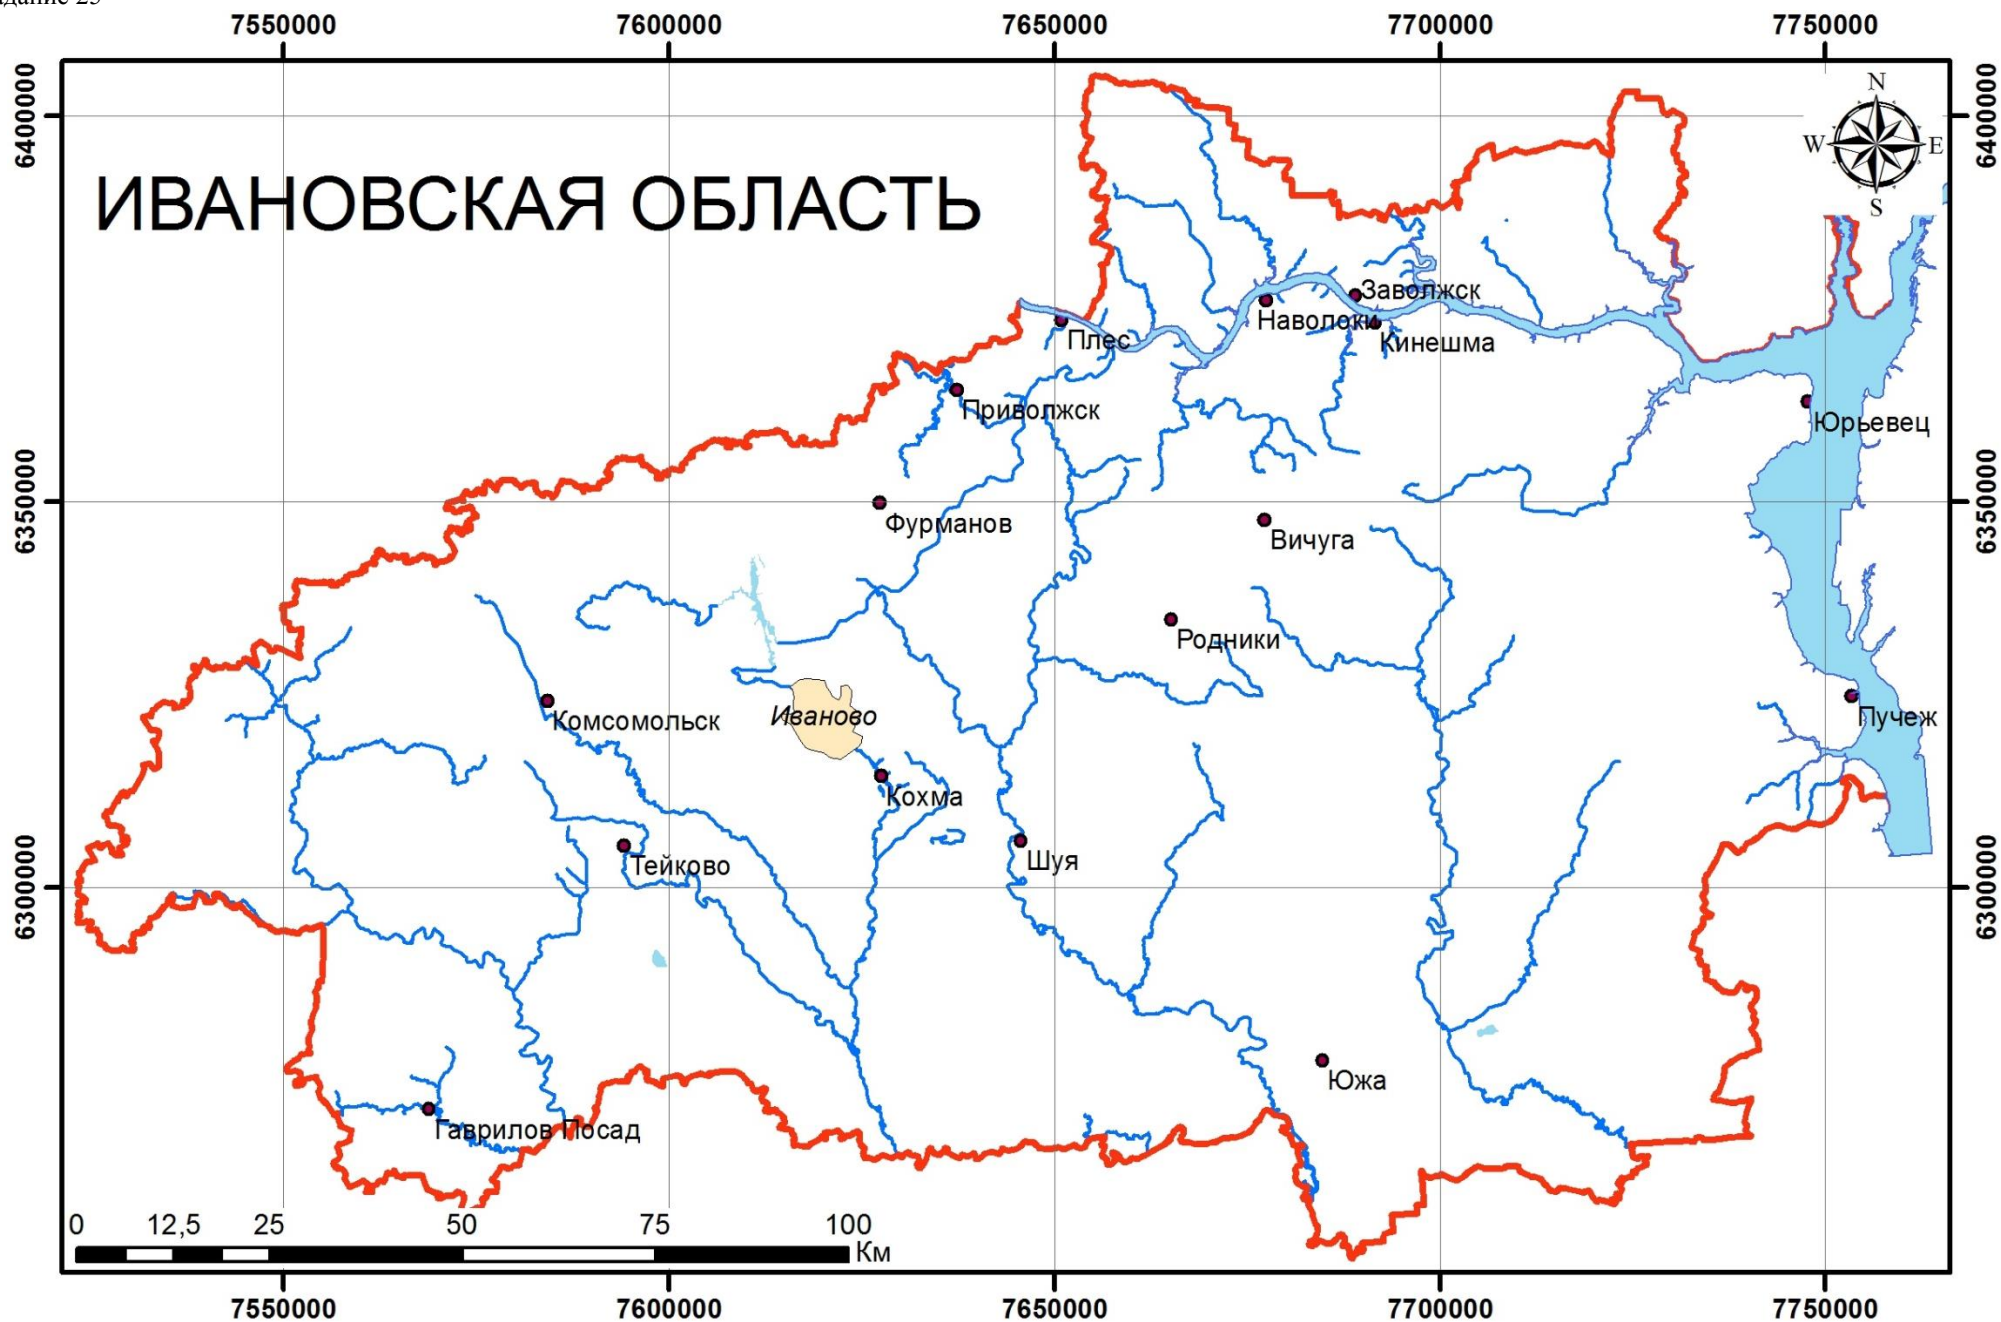 7550000 7600000 7650000 7700000 7750000
6400000 6400000
N
W E
S
ИВАНОВСКАЯ ОБЛАСТЬ
Заволжск
Наволоки
Плес
Кинешма
Приволжск
Юрьевец
6350000 6350000
Фурманов
Вичуга
Родники
Комсомольск
Иваново
Пучеж
Кохма
Тейково
Шуя
6300000 6300000
Южа
Гаврилов Посад
0 12,5 25 50 75 100
Км
7550000 7600000 7650000 7700000 7750000